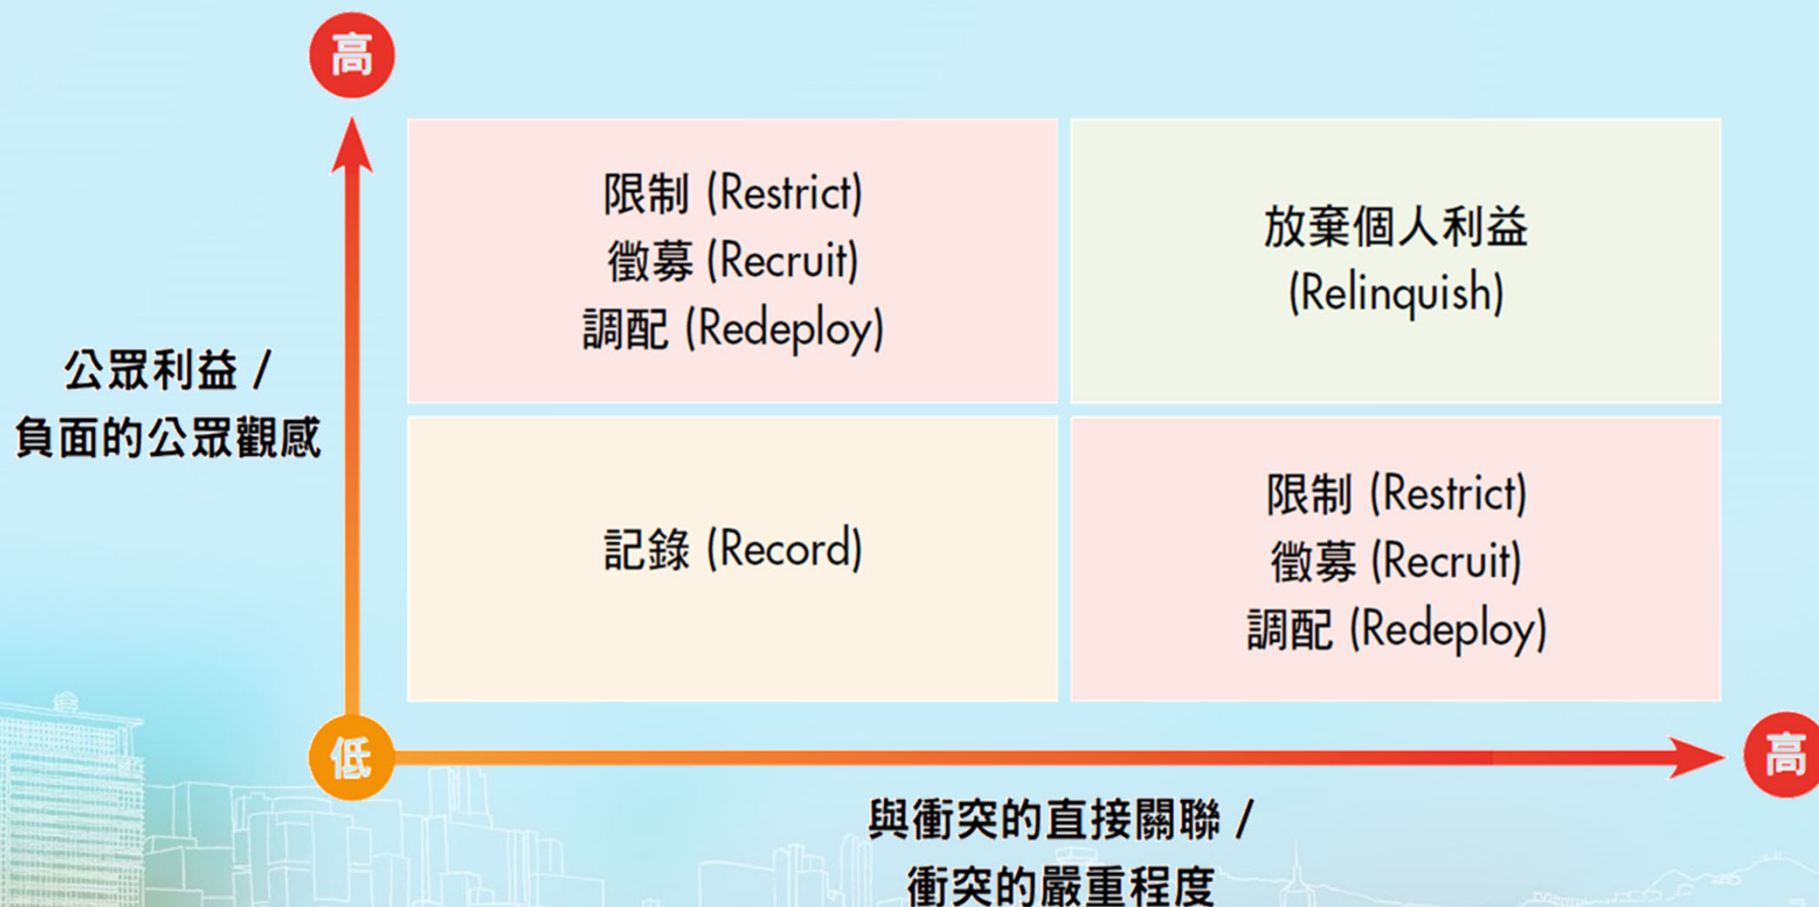 高
限制 (Restrict)
徵募 (Recruit)
調配 (Redeploy)
放棄個人利益
(Relinquish)
公眾利益 /
負面的公眾觀感
記錄 (Record)
限制 (Restrict)
徵募 (Recruit)
調配 (Redeploy)
低
高
與衝突的直接關聯 /
衝突的嚴重程度